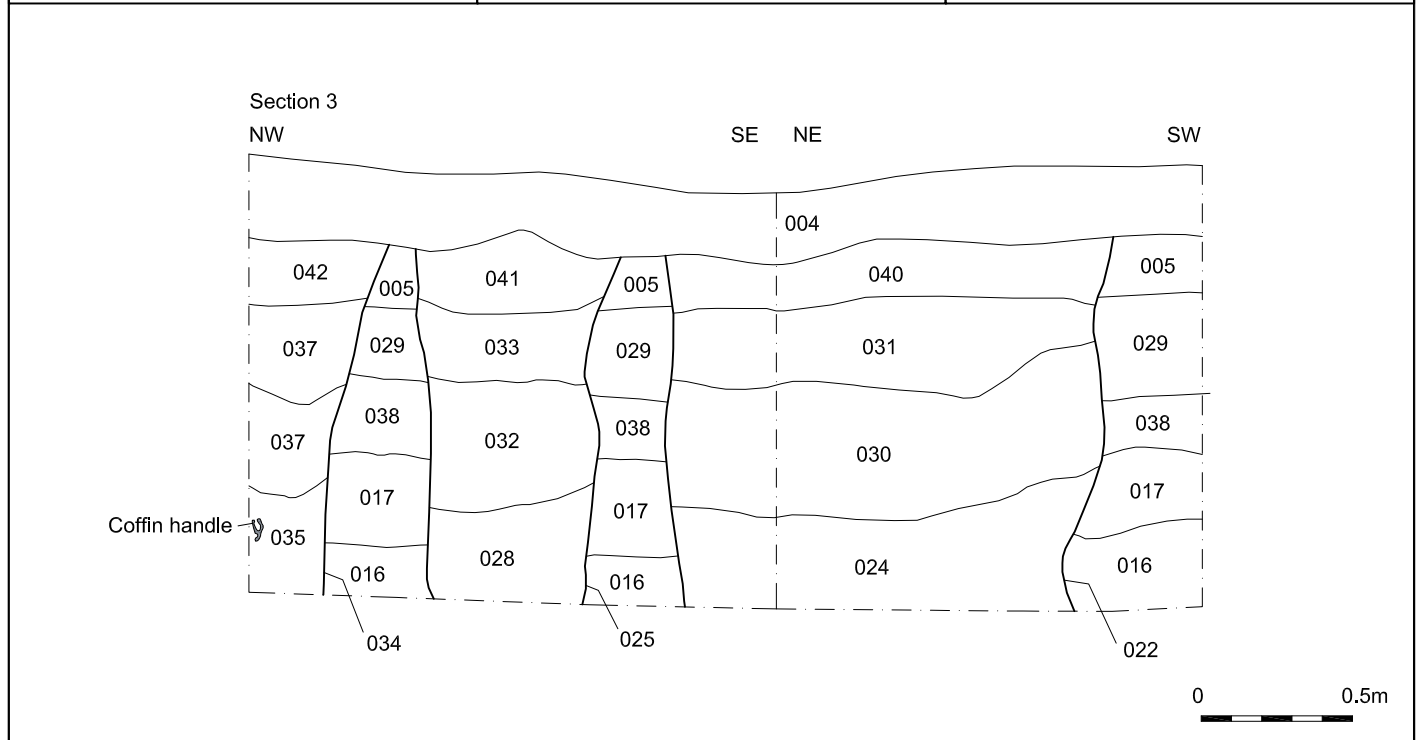 Section 3
NW SE NE SW
004
042 005 041 005 040 005
037 029 033 029 031 029
037 038 032 038 030 038
017 017 017
Coffin handle 035 016 028 016 024 016
034 025 022
0 0.5m